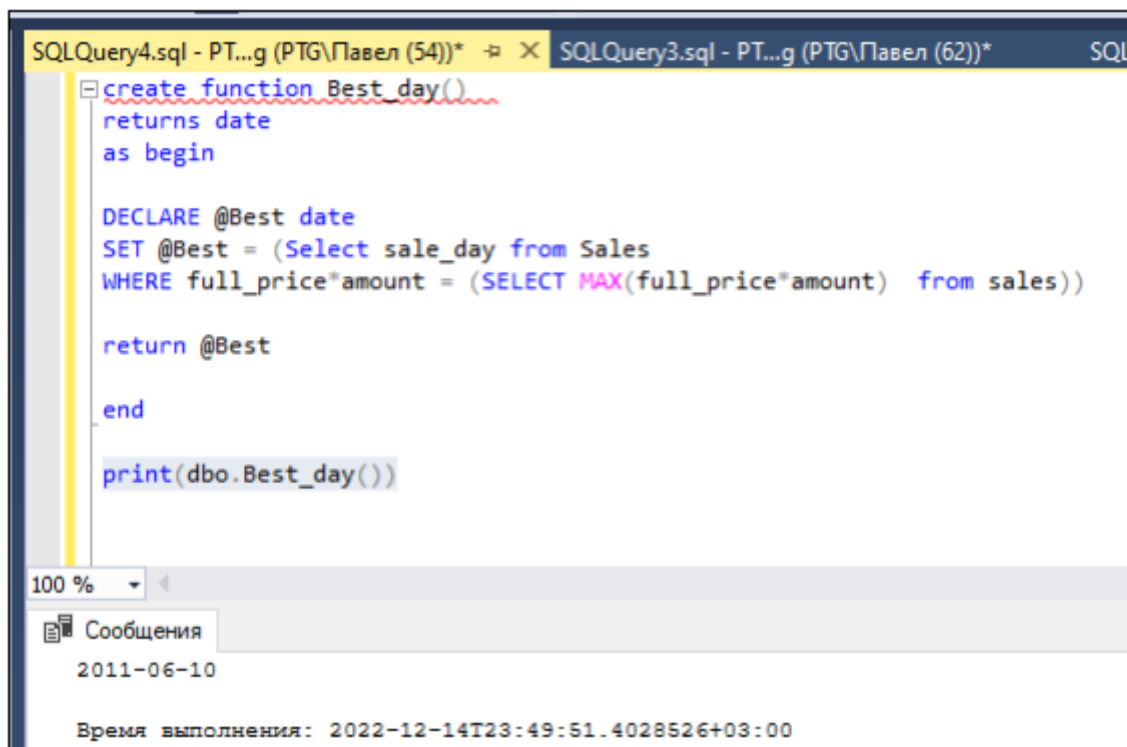 SQLQuery4.sql - PT...g (PTG\Павел (54))* SQLQuery3.sql - PT...g (PTG\Павел (62))* SQL
create function Best_day()
returns date
as begin
DECLARE @Best date
SET @Best = (Select sale_day from Sales
WHERE full_price*amount = (SELECT MAX(full_price*amount)  from sales))
return @Best
end
print(dbo.Best_day())
100 %
Сообщения
2011-06-10
Время выполнения: 2022-12-14T23:49:51.4028526+03:00